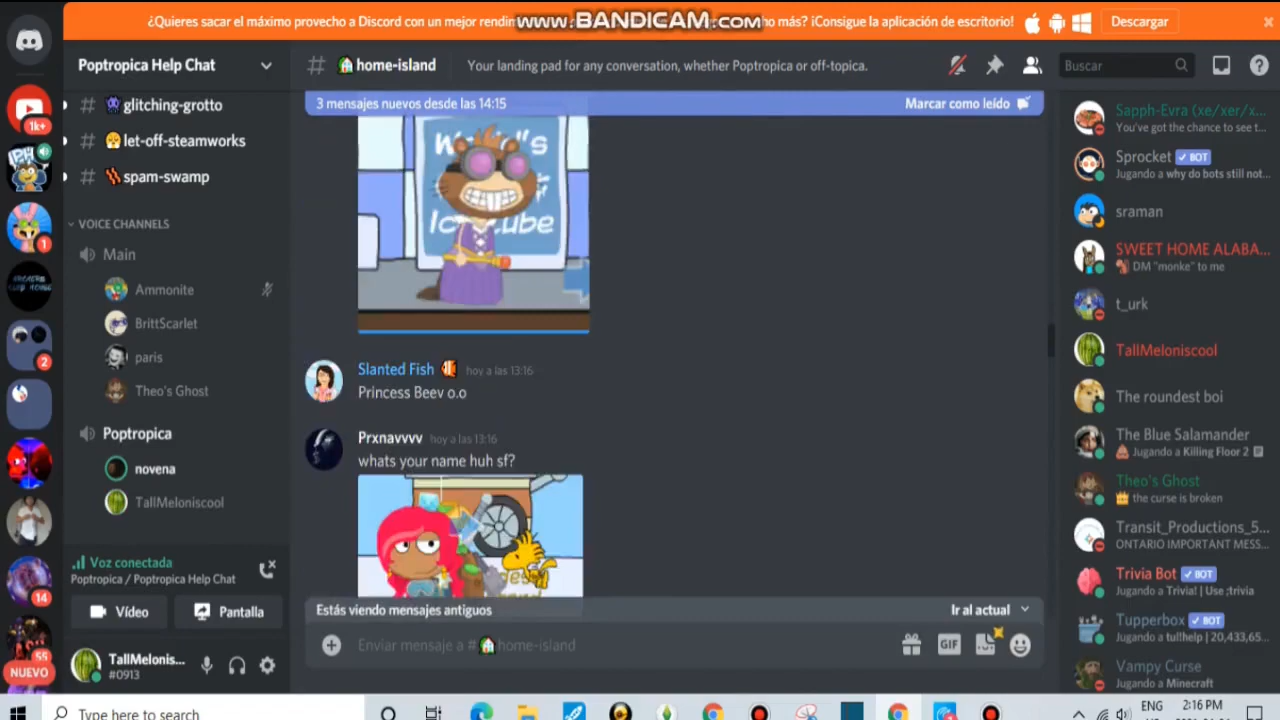 ¿Quieres sacar el máximo provecho a Discord con un mejor rendim
www.BANDICAM.com
ho más? ¡Consigue la aplicación de escritorio!
Descargar
Poptropica Help Chat
home-island
Your landing pad for any conversation, whether Poptropica or off-topica.
Buscar
3 mensajes nuevos desde las 14:15
Marcar como leído
1k+
1
2
14
55
NUEVO
glitching-grotto
let-off-steamworks
spam-swamp
VOICE CHANNELS
Main
Ammonite
BrittScarlet
paris
Theo's Ghost
Poptropica
novena
TallMeloniscool
Voz conectada
Poptropica / Poptropica Help Chat
Vídeo
Pantalla
TallMelonis...
#0913
Slanted Fish
hoy a las 13:16
Princess Beev o.o
Prxnavvvv
hoy a las 13:16
whats your name huh sf?
Estás viendo mensajes antiguos
Ir al actual
Enviar mensaje a # home-island
GIF
Sapph-Evra (xe/xer/x...
You've got the chance to see t...
Sprocket BOT
Jugando a why do bots still not...
sraman
SWEET HOME ALABA...
DM "monke" to me
t_urk
TallMeloniscool
The roundest boi
The Blue Salamander
Jugando a Killing Floor 2
Theo's Ghost
the curse is broken
Transit_Productions_5...
ONTARIO IMPORTANT MESS...
Trivia Bot BOT
Jugando a Trivia! | Use ;trivia
Tupperbox BOT
Jugando a tul!help | 20,433,65...
Vampy Curse
Jugando a Minecraft
Type here to search
ENG
2:16 PM